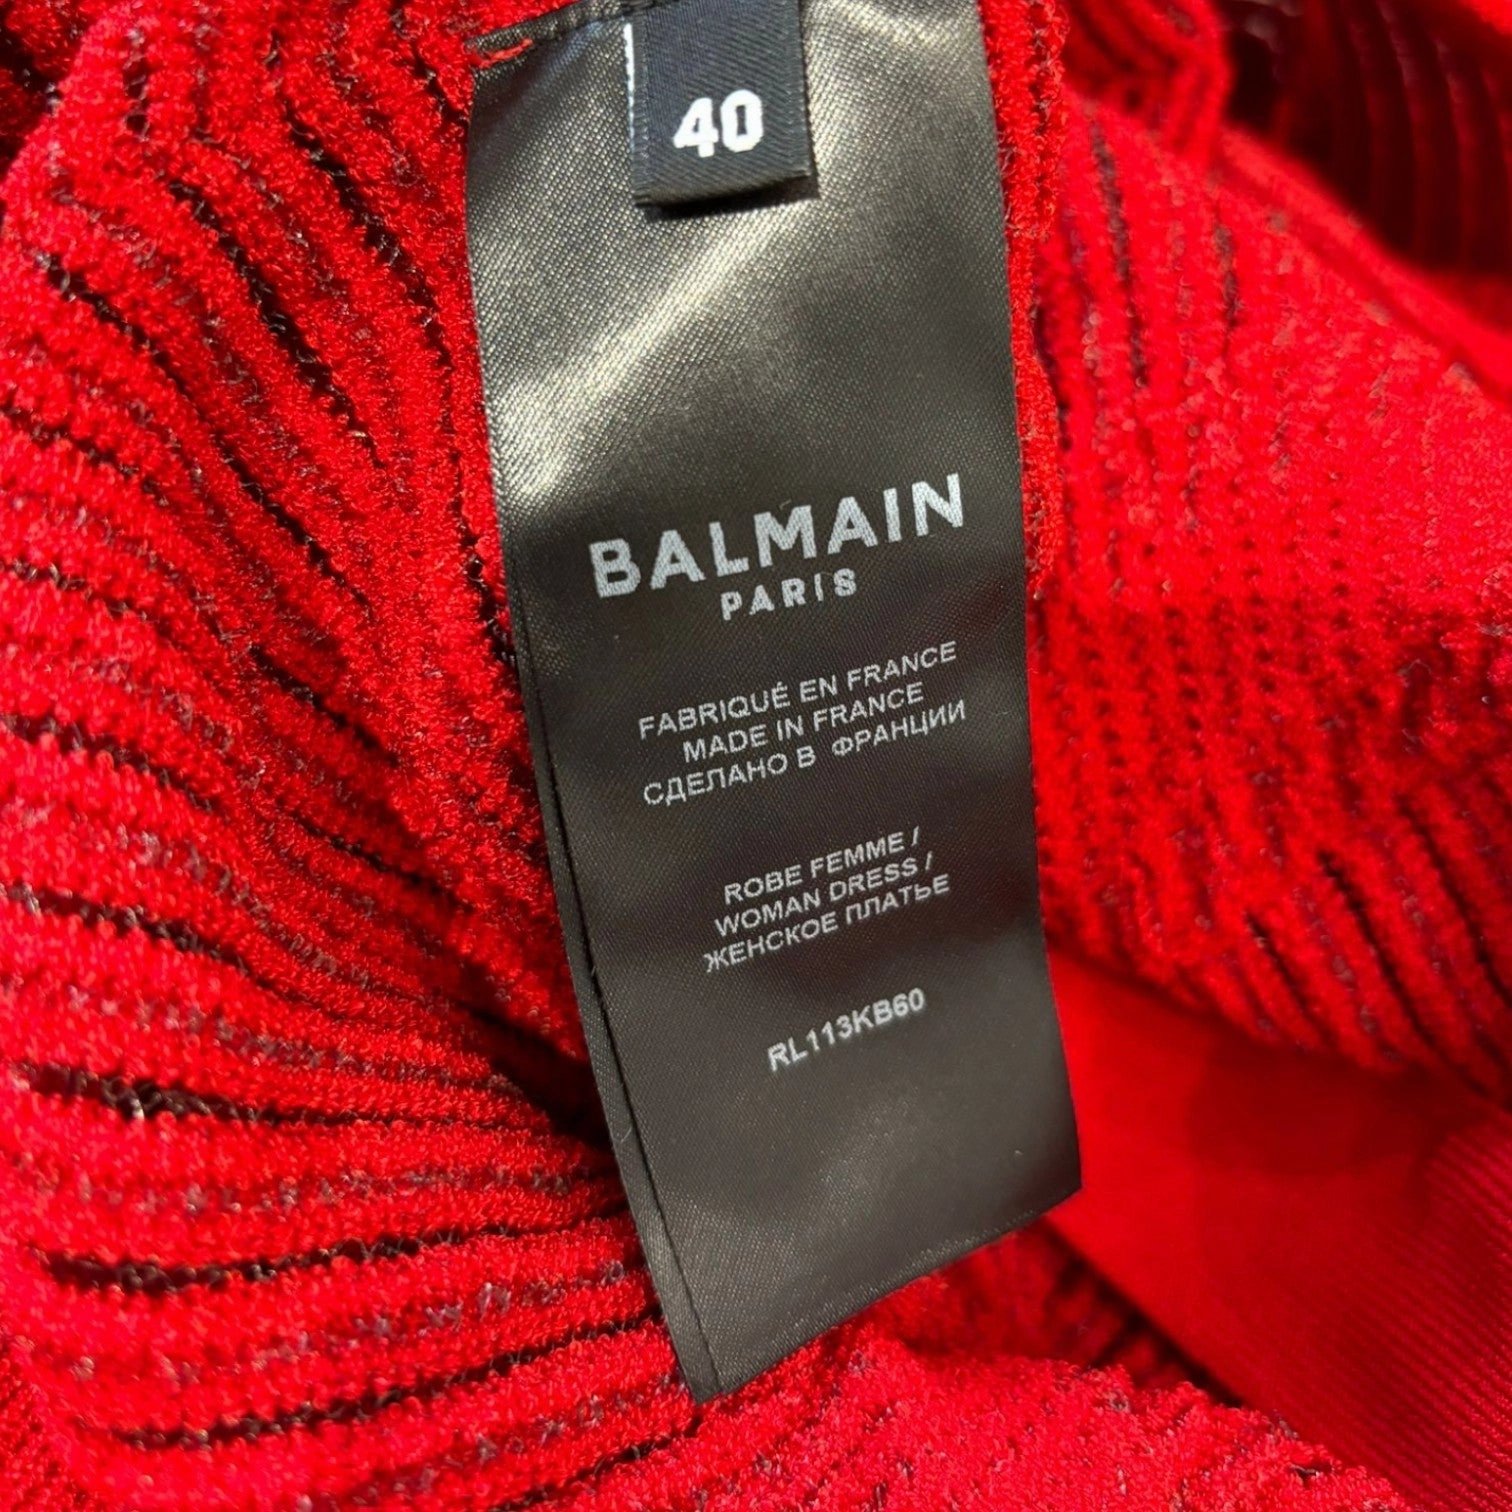 40
BALMAIN
PARIS
FABRIQUÉ EN FRANCE
MADE IN FRANCE
СДЕЛАНО В ФРАНЦИИ
ROBE FEMME /
WOMAN DRESS /
ЖЕНСКОЕ ПЛАТЬЕ
RL113KB60